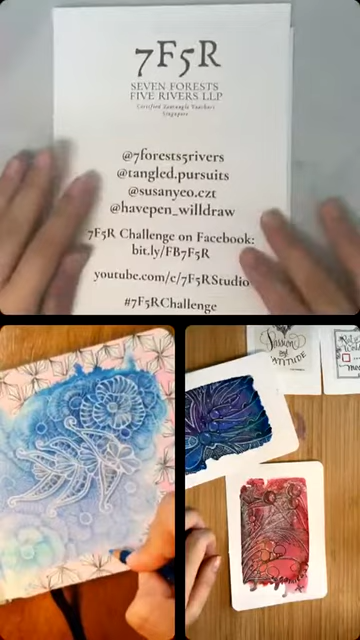 7F5R
SEVEN FORESTS
FIVE RIVERS LLP
Certified Zentangle Teachers
Singapore
@7forests5rivers
@tangled.pursuits
@susanyeo.czt
@havepen_willdraw
7F5R Challenge on Facebook:
bit.ly/FB7F5R
youtube.com/c/7F5RStudio
#7F5RChallenge